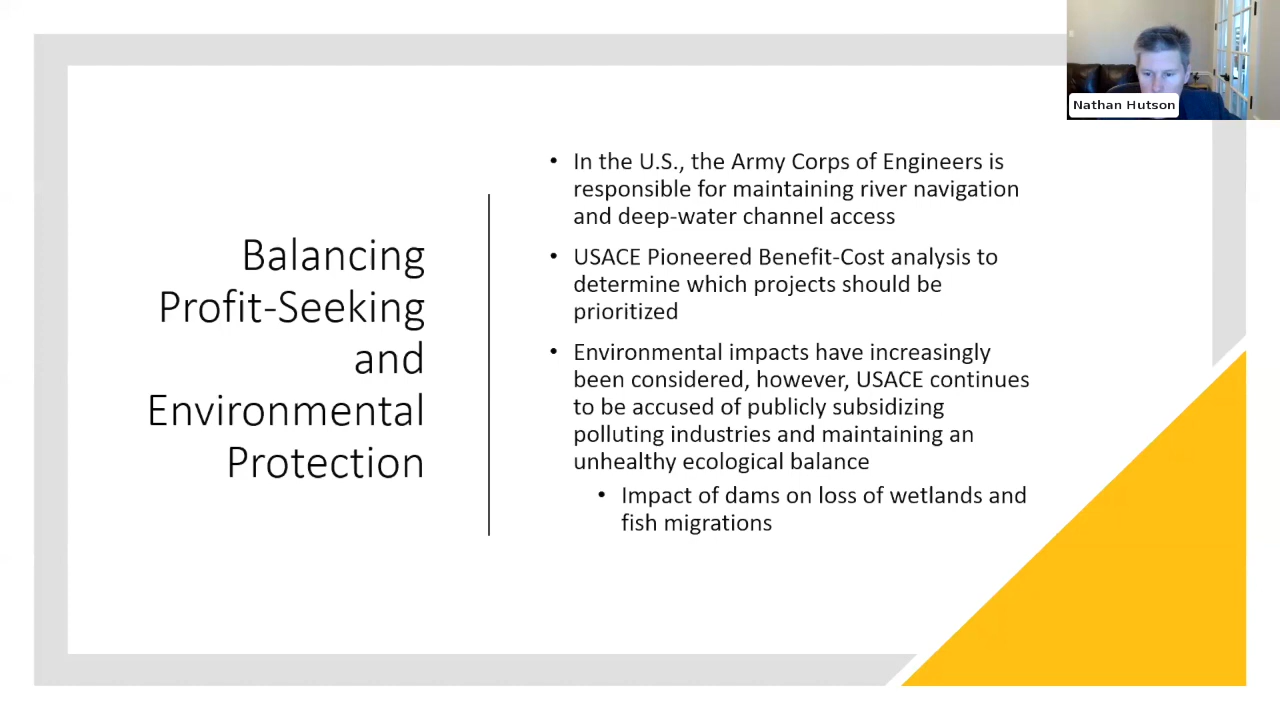 Nathan Hutson
Balancing
Profit-Seeking
and
Environmental
Protection
• In the U.S., the Army Corps of Engineers is
responsible for maintaining river navigation
and deep-water channel access
• USACE Pioneered Benefit-Cost analysis to
determine which projects should be
prioritized
• Environmental impacts have increasingly
been considered, however, USACE continues
to be accused of publicly subsidizing
polluting industries and maintaining an
unhealthy ecological balance
• Impact of dams on loss of wetlands and
fish migrations